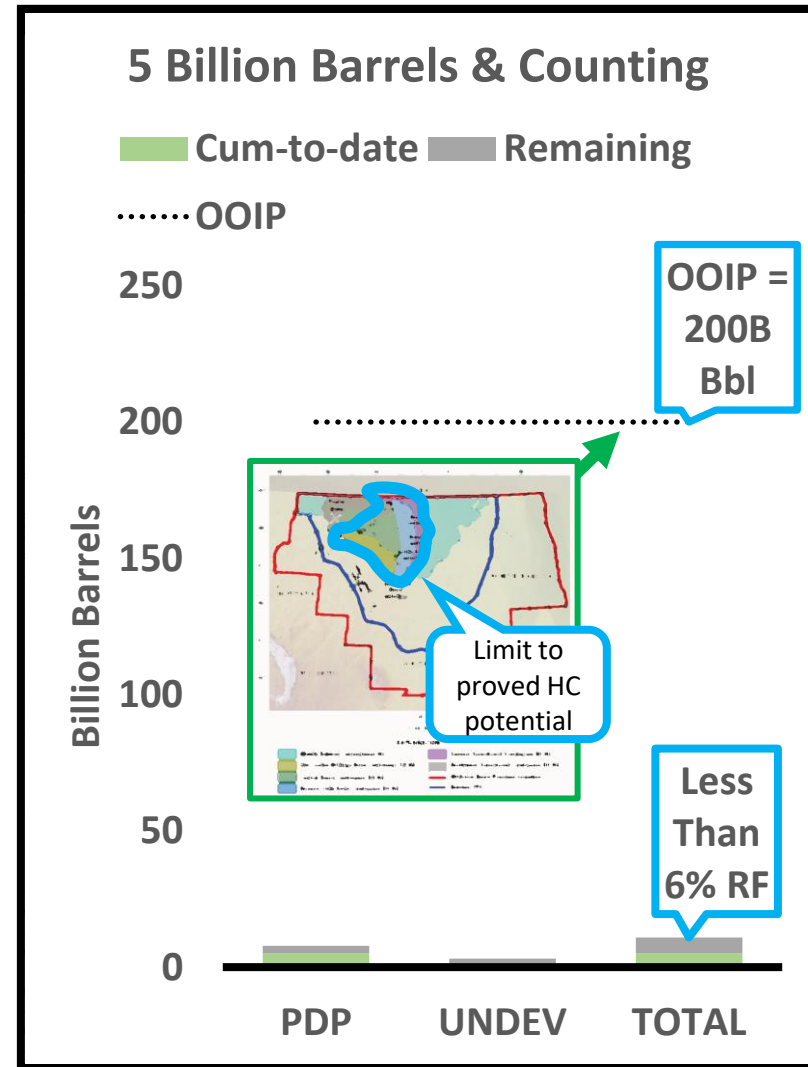 5 Billion Barrels & Counting
Cum-to-date Remaining
OOIP
OOIP =
200B
Bbl
250
200
150
100
50
0
Billion Barrels
Limit to
proved HC
potential
Less
Than
6% RF
PDP UNDEV TOTAL